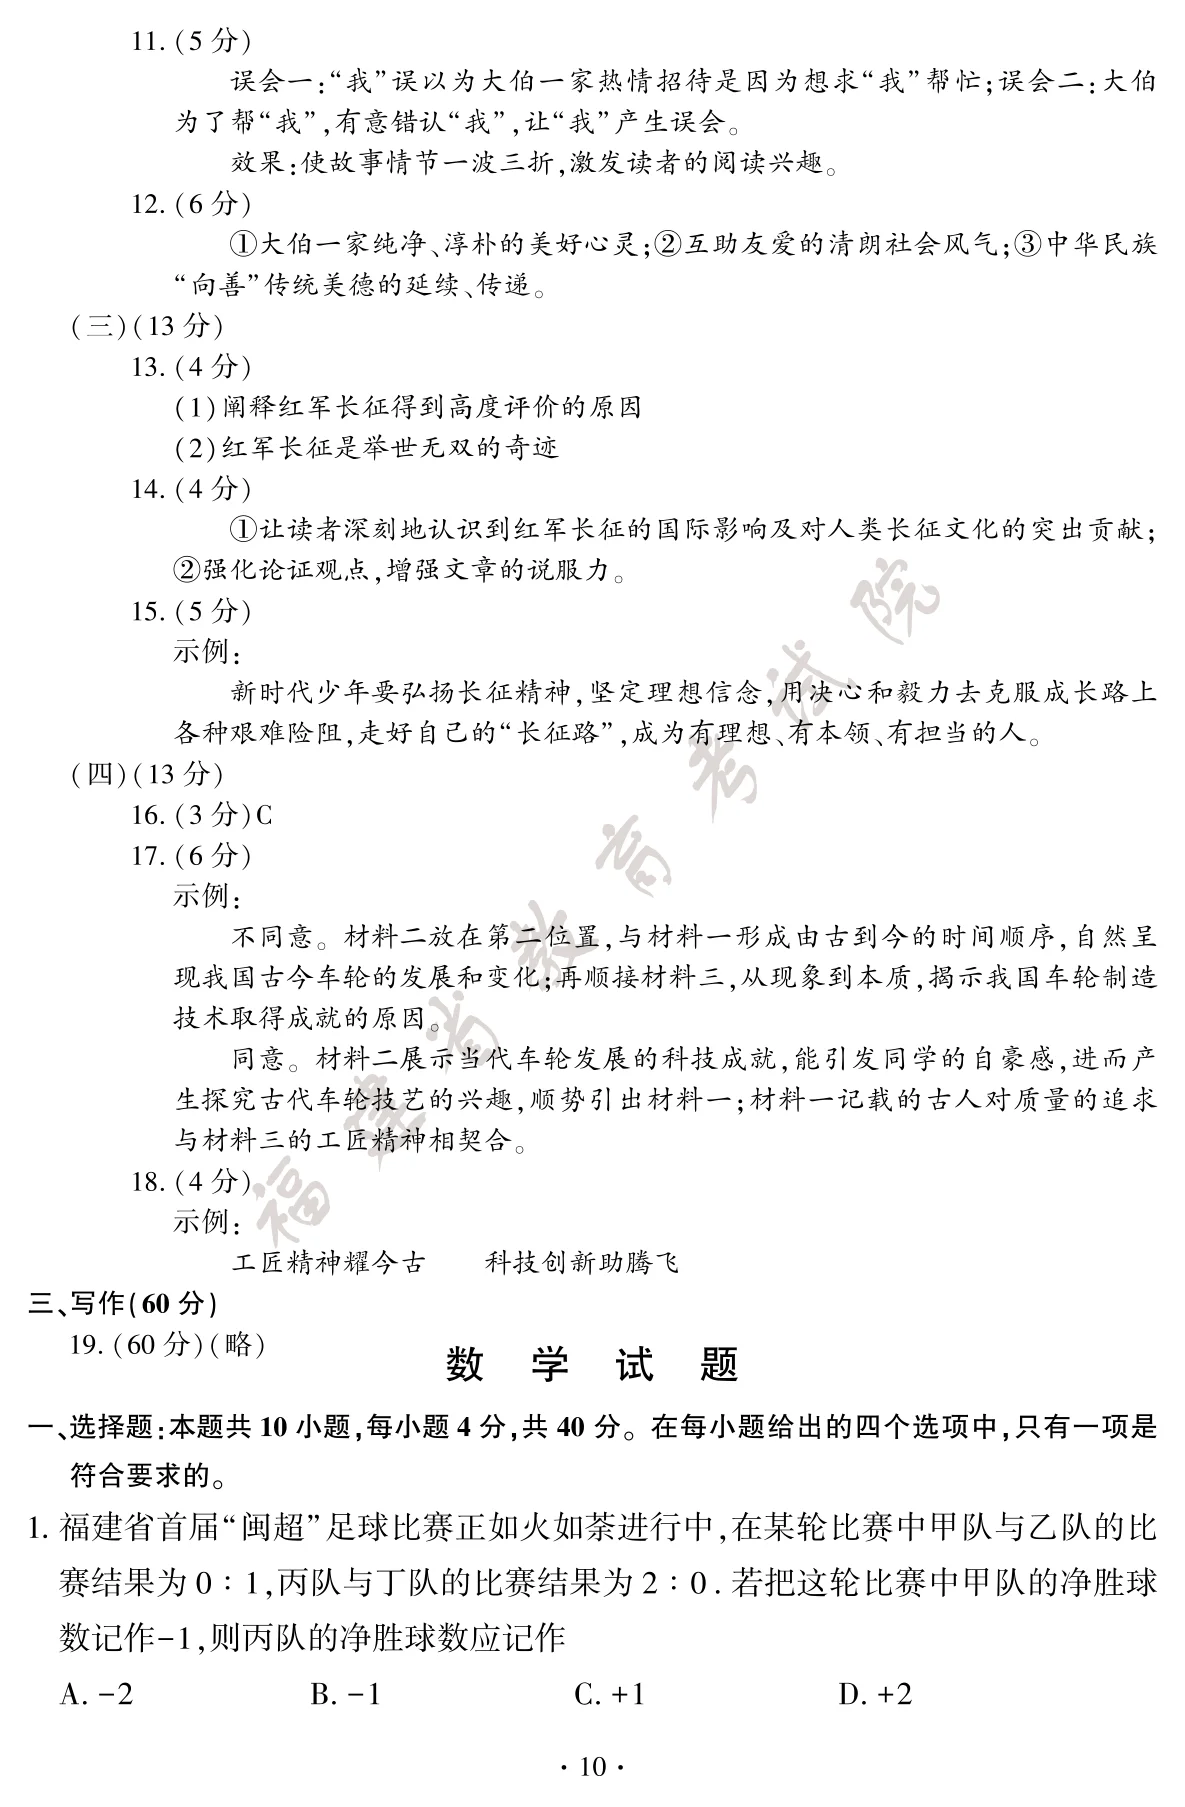 11. (5 分)
误会一:“我”误以为大伯一家热情招待是因为想求“我”帮忙;误会二:大伯
为了帮“我”,有意错认“我”,让“我”产生误会。
效果:使故事情节一波三折,激发读者的阅读兴趣。
12. (6 分)
①大伯一家纯净、淳朴的美好心灵;②互助友爱的清朗社会风气;③中华民族
“向善”传统美德的延续、传递。
(三)(13 分)
13. (4 分)
(1)阐释红军长征得到高度评价的原因
(2)红军长征是举世无双的奇迹
14. (4 分)
①让读者深刻地认识到红军长征的国际影响及对人类长征文化的突出贡献;
②强化论证观点,增强文章的说服力。
15. (5 分)
示例:
新时代少年要弘扬长征精神,坚定理想信念,用决心和毅力去克服成长路上
各种艰难险阻,走好自己的“长征路”,成为有理想、有本领、有担当的人。
(四)(13 分)
16. (3 分)C
17. (6 分)
示例:
不同意。材料二放在第二位置,与材料一形成由古到今的时间顺序,自然呈
现我国古今车轮的发展和变化;再顺接材料三,从现象到本质,揭示我国车轮制造
技术取得成就的原因。
同意。材料二展示当代车轮发展的科技成就,能引发同学的自豪感,进而产
生探究古代车轮技艺的兴趣,顺势引出材料一;材料一记载的古人对质量的追求
与材料三的工匠精神相契合。
18. (4 分)
示例:
工匠精神耀今古  科技创新助腾飞
三、写作(60 分)
19. (60 分)(略)
数 学 试 题
一、选择题:本题共 10 小题,每小题 4 分,共 40 分。在每小题给出的四个选项中,只有一项是
符合要求的。
1. 福建省首届“闽超”足球比赛正如火如荼进行中,在某轮比赛中甲队与乙队的比
赛结果为 0∶1,丙队与丁队的比赛结果为 2∶0. 若把这轮比赛中甲队的净胜球
数记作-1,则丙队的净胜球数应记作
A. -2 B. -1 C. +1 D. +2
· 10 ·
福建省教育考试院